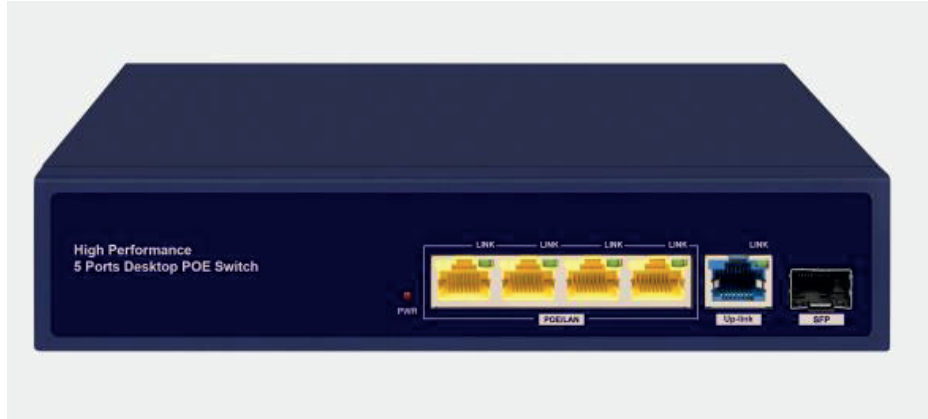 High Performance
5 Ports Desktop POE Switch
LINK LINK LINK LINK LINK
PWR
POE/LAN Up-link SFP